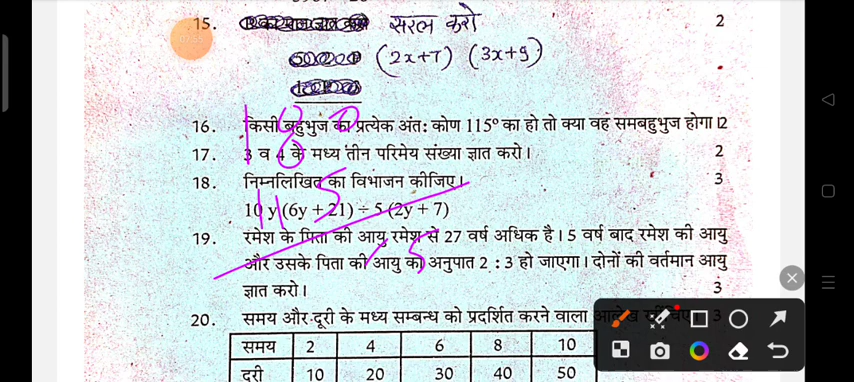 15. सरल करो 2
(2x+7) (3x+9)
16. किसी बहुभुज का प्रत्येक अंत: कोण 115° का हो तो क्या वह समबहुभुज होगा। 2
17. 3 व 4 के मध्य तीन परिमेय संख्या ज्ञात करो। 2
18. निम्नलिखित का विभाजन कीजिए। 3
10 y (6y + 21) ÷ 5 (2y + 7)
19. रमेश के पिता की आयु रमेश से 27 वर्ष अधिक है। 5 वर्ष बाद रमेश की आयु
और उसके पिता की आयु का अनुपात 2 : 3 हो जाएगा। दोनों की वर्तमान आयु
ज्ञात करो। 3
20. समय और दूरी के मध्य सम्बन्ध को प्रदर्शित करने वाला 3
समय 2 4 6 8 10
दूरी 10 20 30 40 50
180
115